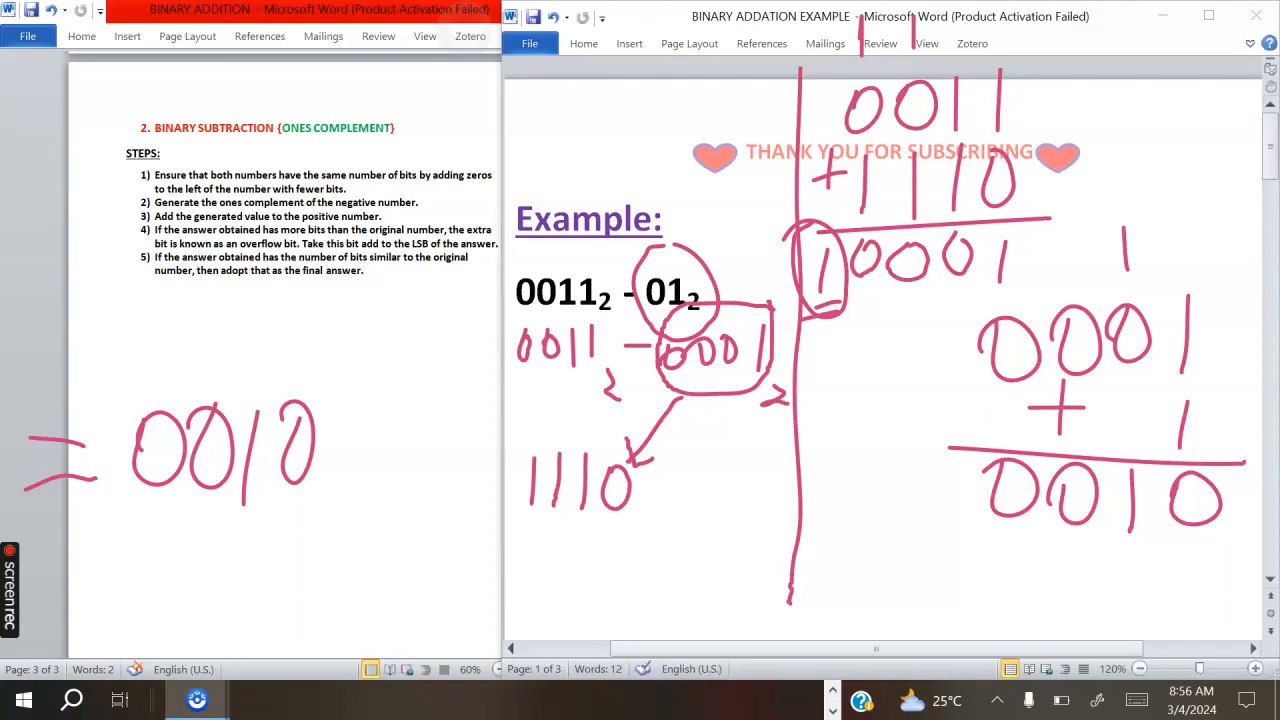 BINARY ADDITION - Microsoft Word (Product Activation Failed)
File Home Insert Page Layout References Mailings Review View Zotero
2. BINARY SUBTRACTION {ONES COMPLEMENT}
STEPS:
1) Ensure that both numbers have the same number of bits by adding zeros
to the left of the number with fewer bits.
2) Generate the ones complement of the negative number.
3) Add the generated value to the positive number.
4) If the answer obtained has more bits than the original number, the extra
bit is known as an overflow bit. Take this bit add to the LSB of the answer.
5) If the answer obtained has the number of bits similar to the original
number, then adopt that as the final answer.
= 0010
screen rec
Page: 3 of 3 Words: 2 English (U.S.) 60%
BINARY ADDATION EXAMPLE - Microsoft Word (Product Activation Failed)
File Home Insert Page Layout References Mailings Review View Zotero
THANK YOU FOR SUBSCRIBING
Example:
0011₂ - 01₂
0011₂ - 0001₂
1110
1 1
0011
+ 1110
10001
1
0001
+ 1
0010
Page: 1 of 3 Words: 12 English (U.S.) 120%
25°C
8:56 AM
3/4/2024